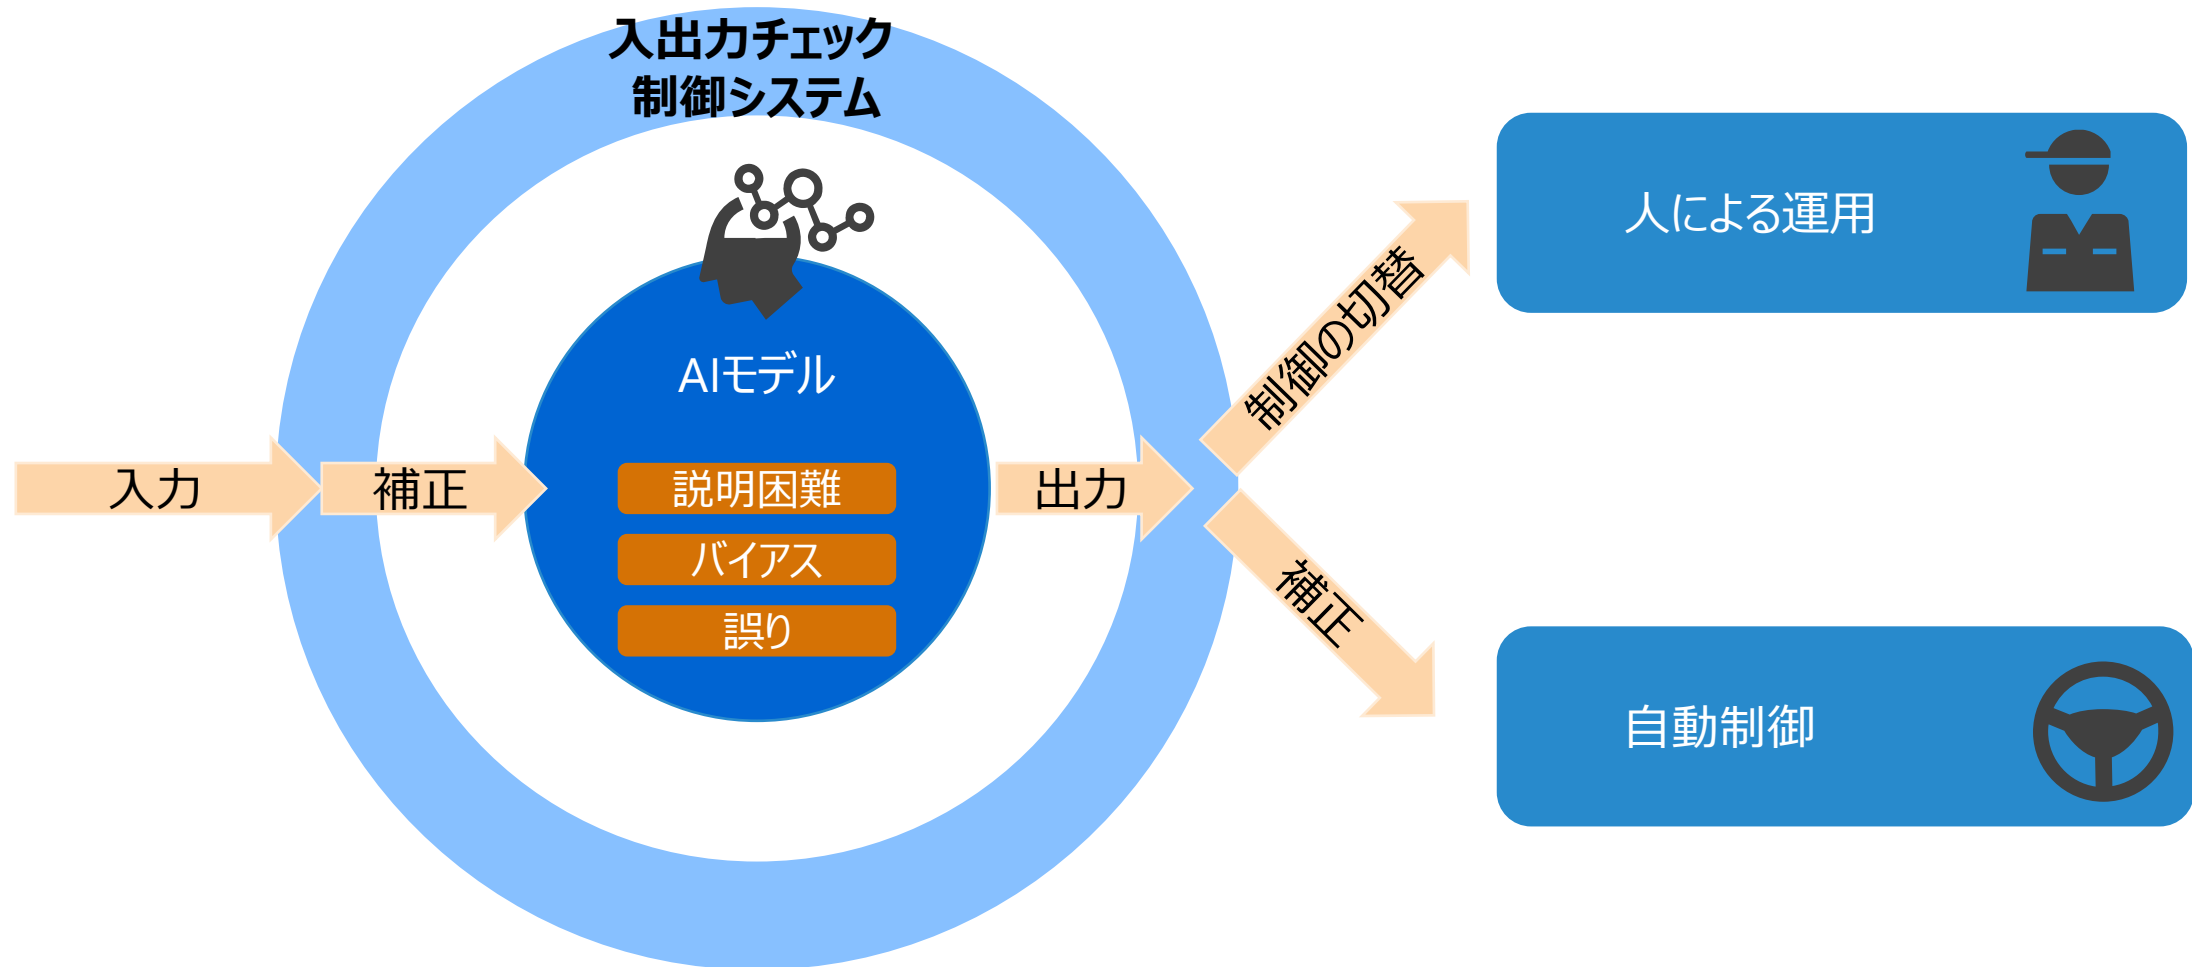 入出力チェック
制御システム
AIモデル
入力
補正
説明困難
バイアス
誤り
出力
制御の切替
補正
人による運用
自動制御